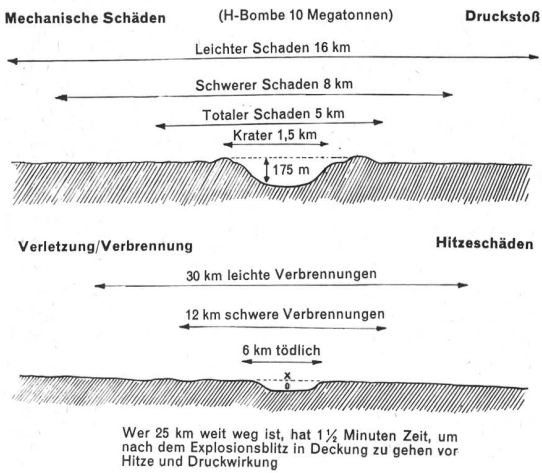 Mechanische Schäden (H-Bombe 10 Megatonnen) Druckstoß
Leichter Schaden 16 km
Schwerer Schaden 8 km
Totaler Schaden 5 km
Krater 1,5 km
175 m
Verletzung/Verbrennung Hitzeschäden
30 km leichte Verbrennungen
12 km schwere Verbrennungen
6 km tödlich
x
0
Wer 25 km weit weg ist, hat 1½ Minuten Zeit, um
nach dem Explosionsblitz in Deckung zu gehen vor
Hitze und Druckwirkung